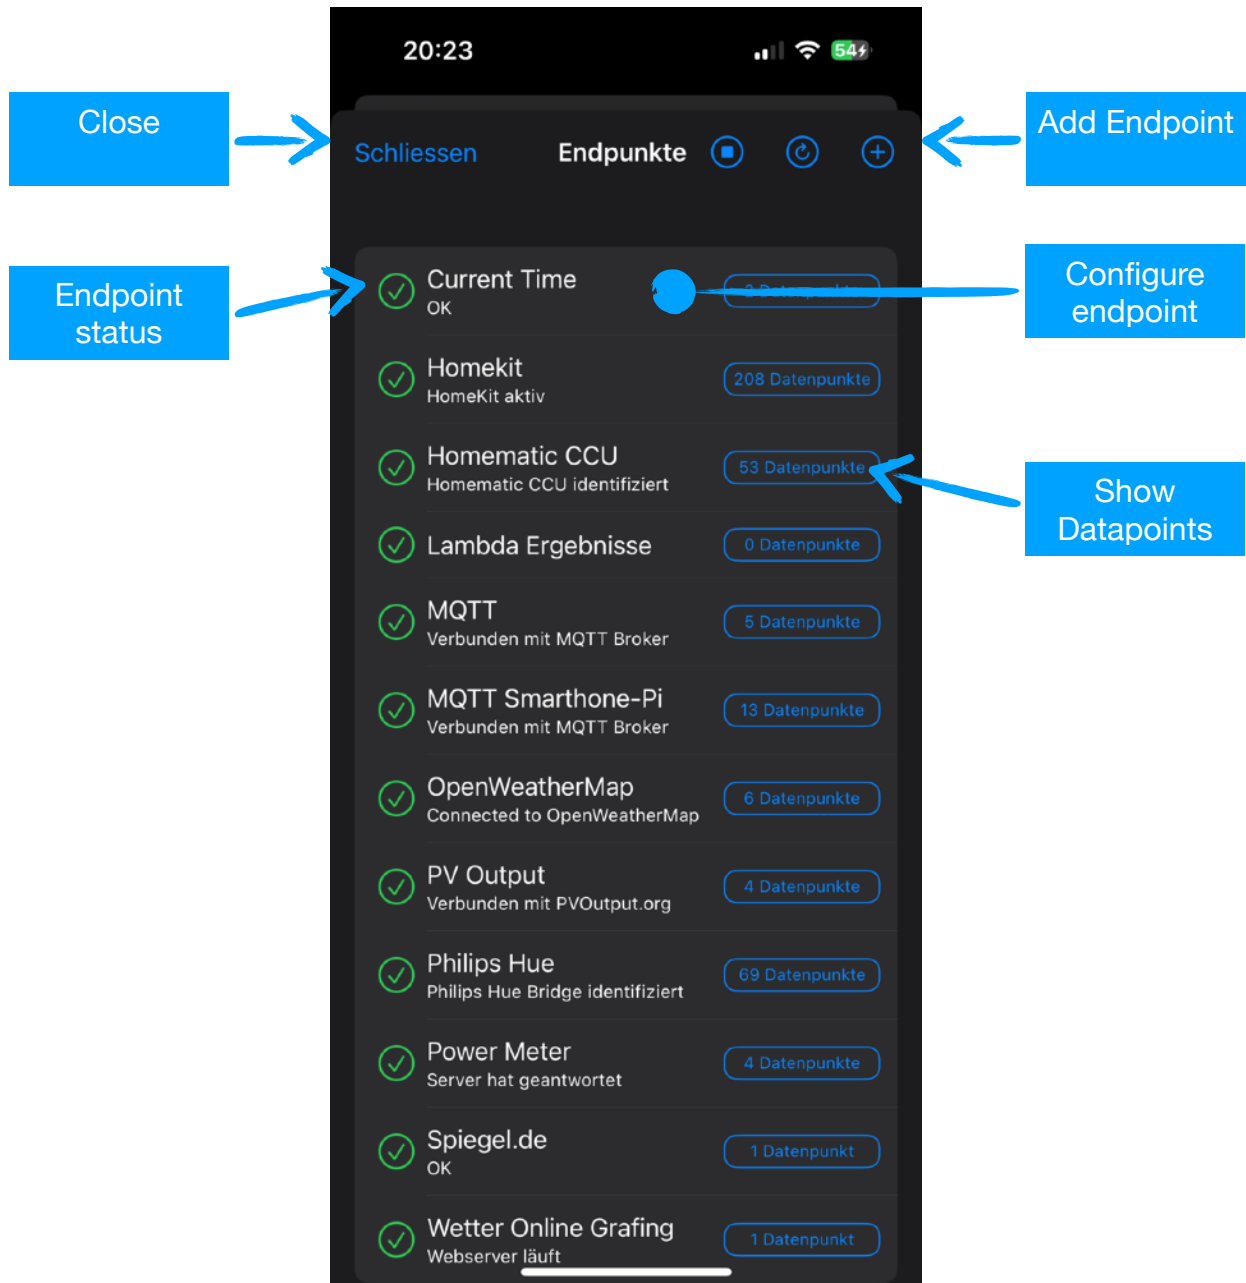 20:23
54
Close
Add Endpoint
Schliessen
Endpunkte
Endpoint
status
Current Time
OK
2 Datenpunkte
Configure
endpoint
Homekit
HomeKit aktiv
208 Datenpunkte
Homematic CCU
Homematic CCU identifiziert
53 Datenpunkte
Show
Datapoints
Lambda Ergebnisse
0 Datenpunkte
MQTT
Verbunden mit MQTT Broker
5 Datenpunkte
MQTT Smarthone-Pi
Verbunden mit MQTT Broker
13 Datenpunkte
OpenWeatherMap
Connected to OpenWeatherMap
6 Datenpunkte
PV Output
Verbunden mit PVOutput.org
4 Datenpunkte
Philips Hue
Philips Hue Bridge identifiziert
69 Datenpunkte
Power Meter
Server hat geantwortet
4 Datenpunkte
Spiegel.de
OK
1 Datenpunkt
Wetter Online Grafing
Webserver läuft
1 Datenpunkt